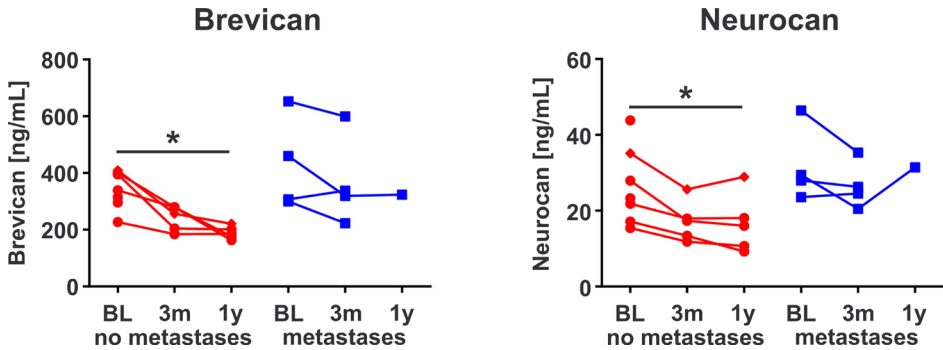 Brevican
Brevican [ng/mL]
800
600
400
200
0
*
BL 3m 1y BL 3m 1y
no metastases metastases
Neurocan
Neurocan [ng/mL]
60
40
20
0
*
BL 3m 1y BL 3m 1y
no metastases metastases